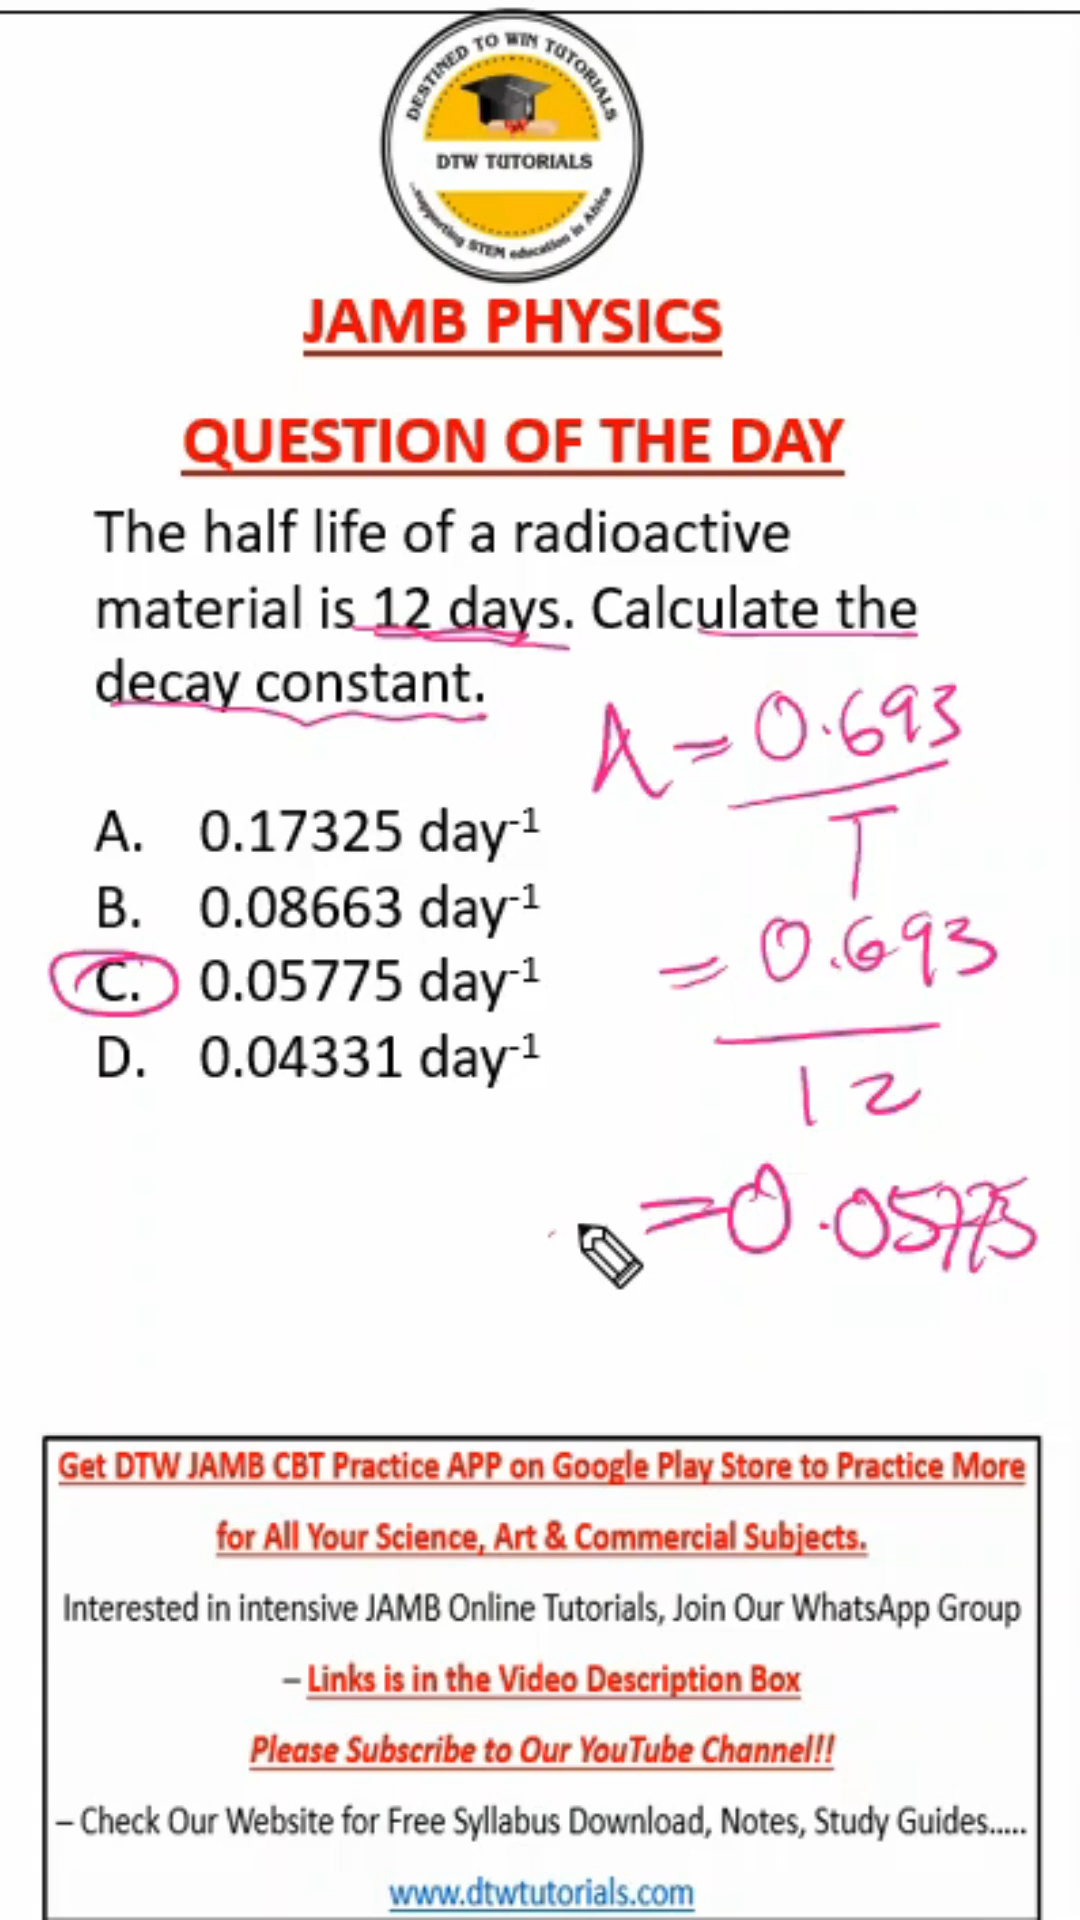 DESTINED TO WIN TUTORIALS
DTW TUTORIALS
...supporting STEM education in Africa
JAMB PHYSICS
QUESTION OF THE DAY
The half life of a radioactive
material is 12 days. Calculate the
decay constant.
A. 0.17325 day⁻¹
B. 0.08663 day⁻¹
C. 0.05775 day⁻¹
D. 0.04331 day⁻¹
λ = 0.693
T
= 0.693
12
= 0.05775
Get DTW JAMB CBT Practice APP on Google Play Store to Practice More
for All Your Science, Art & Commercial Subjects.
Interested in intensive JAMB Online Tutorials, Join Our WhatsApp Group
– Links is in the Video Description Box
Please Subscribe to Our YouTube Channel!!
– Check Our Website for Free Syllabus Download, Notes, Study Guides.....
www.dtwtutorials.com